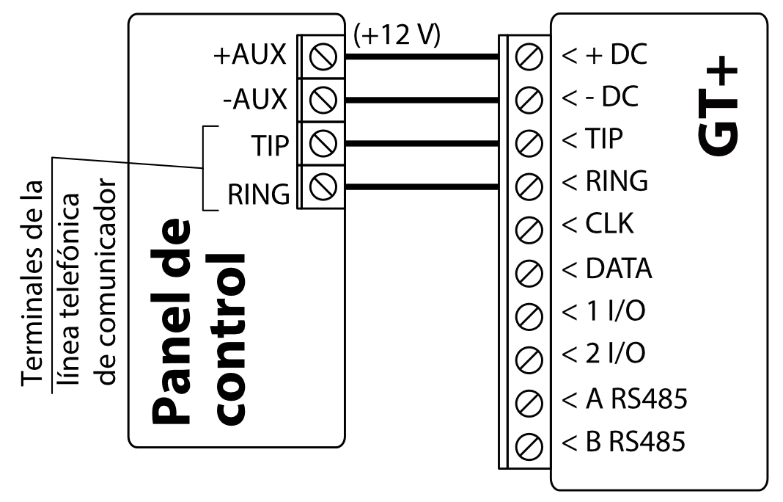 +AUX
-AUX
TIP
RING
(+12 V)
Terminales de la
línea telefónica
de comunicador
Panel de
control
< + DC
< - DC
< TIP
< RING
< CLK
< DATA
< 1 I/O
< 2 I/O
< A RS485
< B RS485
GT+